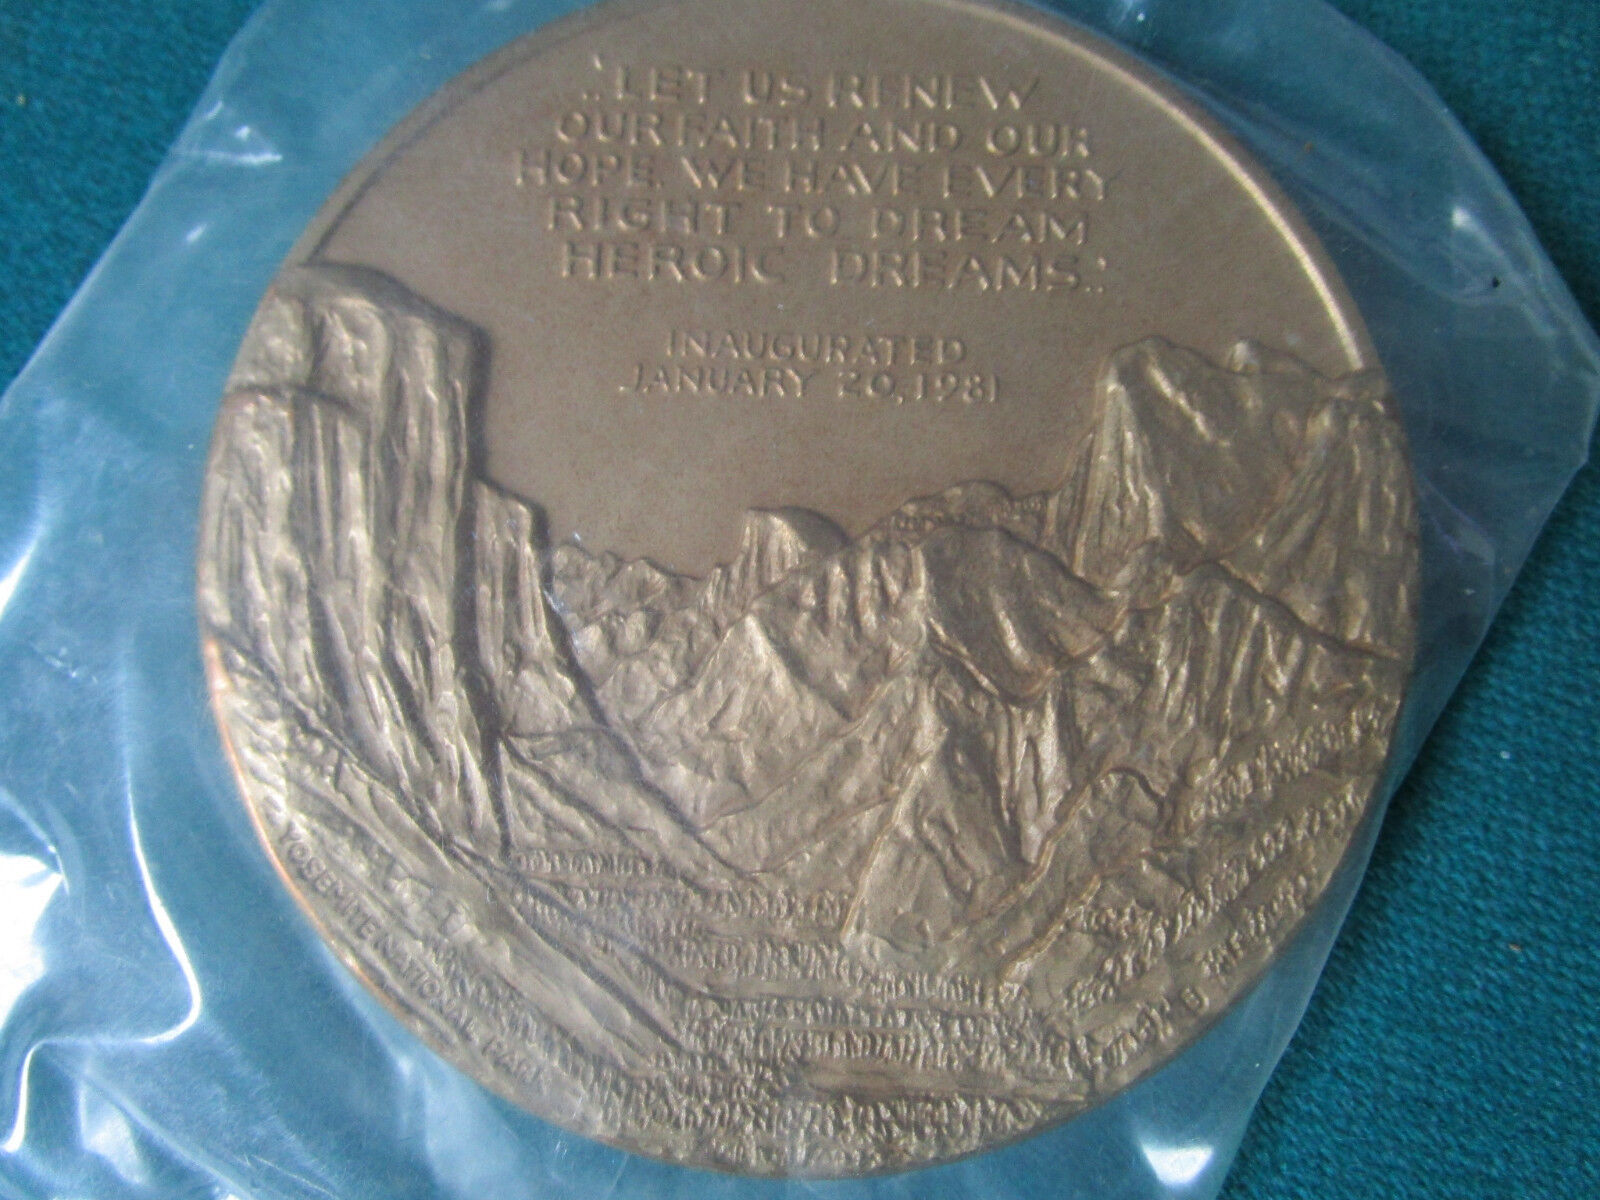 "..LET US RENEW
OUR FAITH AND OUR
HOPE. WE HAVE EVERY
RIGHT TO DREAM
HEROIC DREAMS.."
INAUGURATED
JANUARY 20, 1981
YOSEMITE NATIONAL PARK